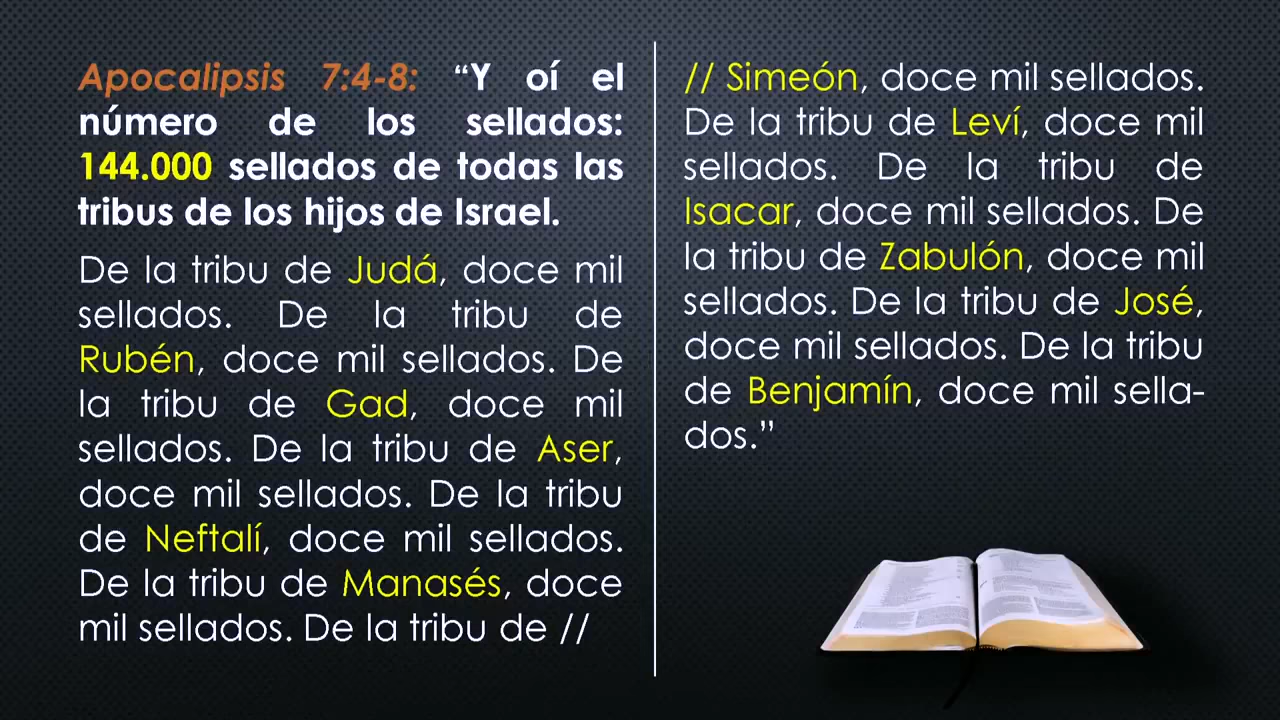 Apocalipsis 7:4-8: “Y oí el
número de los sellados:
144.000 sellados de todas las
tribus de los hijos de Israel.
De la tribu de Judá, doce mil
sellados. De la tribu de
Rubén, doce mil sellados. De
la tribu de Gad, doce mil
sellados. De la tribu de Aser,
doce mil sellados. De la tribu
de Neftalí, doce mil sellados.
De la tribu de Manasés, doce
mil sellados. De la tribu de //
// Simeón, doce mil sellados.
De la tribu de Leví, doce mil
sellados. De la tribu de
Isacar, doce mil sellados. De
la tribu de Zabulón, doce mil
sellados. De la tribu de José,
doce mil sellados. De la tribu
de Benjamín, doce mil sella-
dos.”